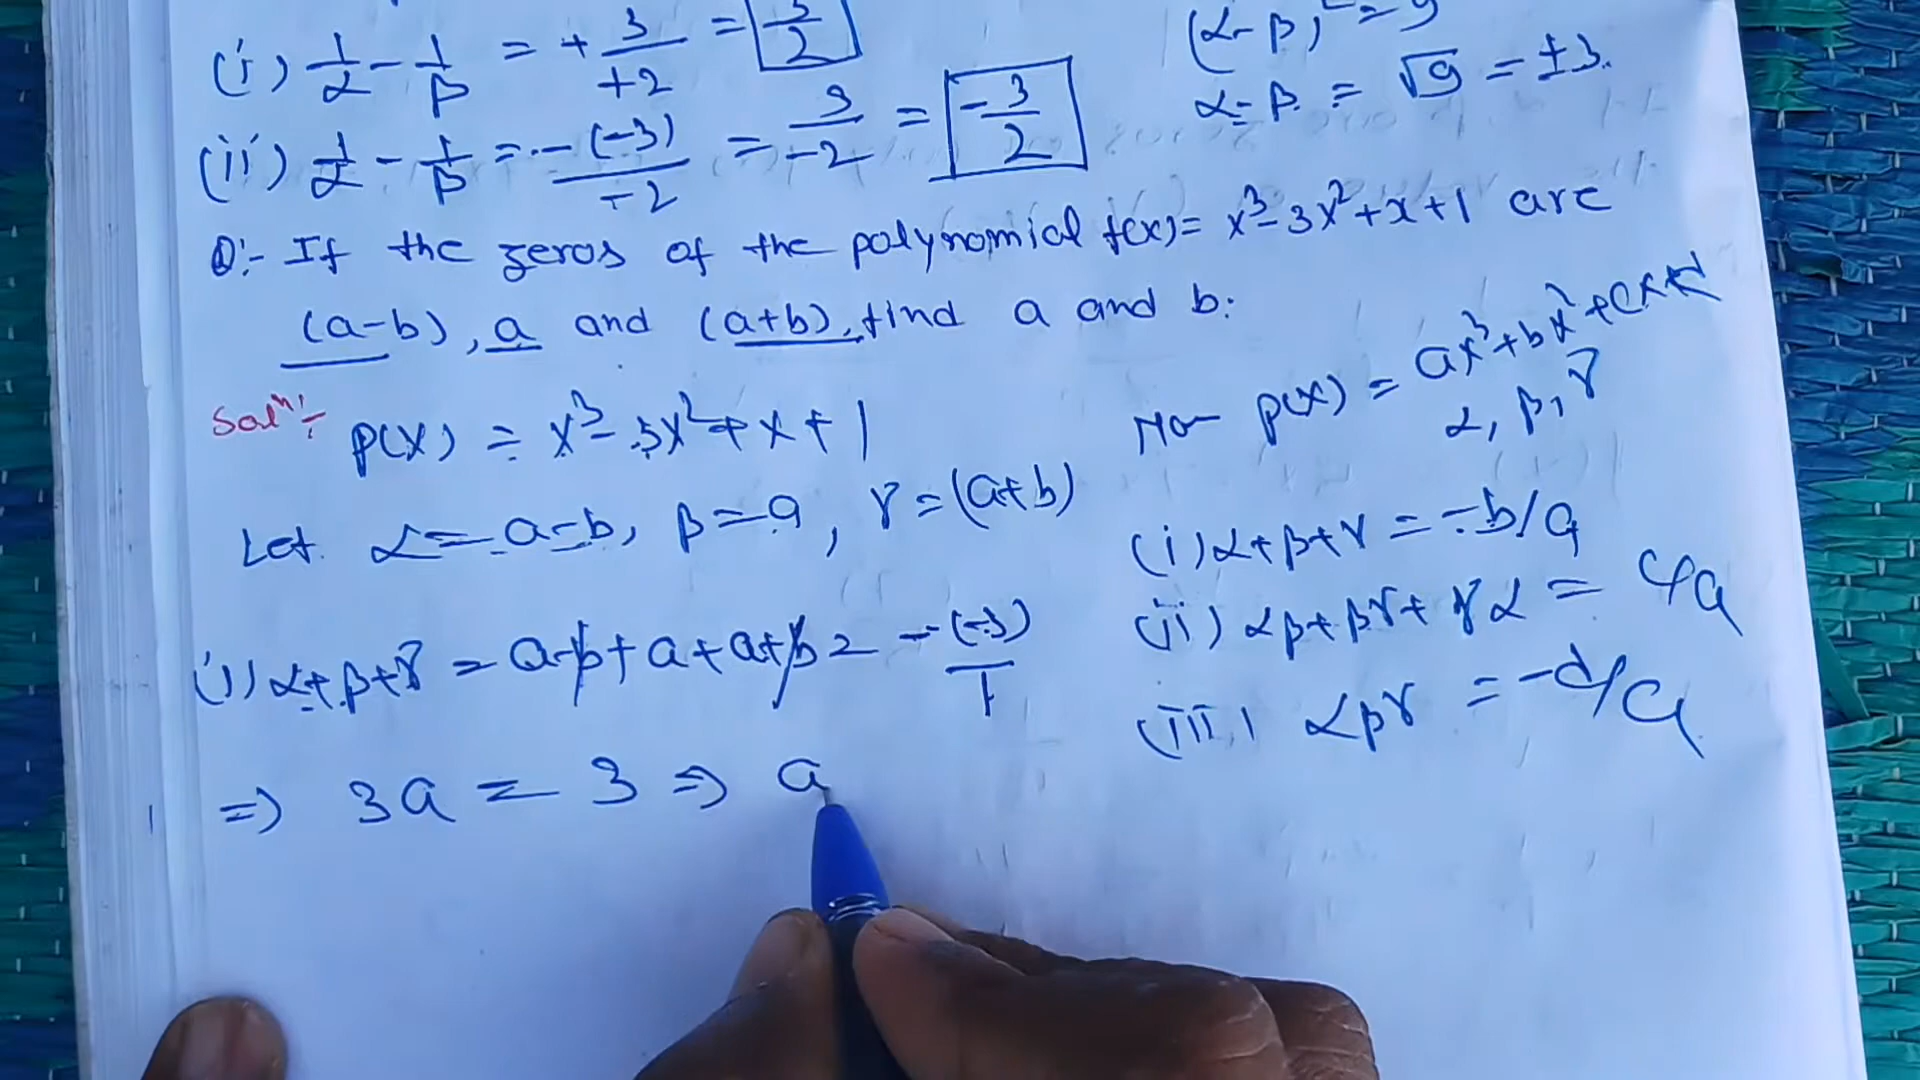 (i) 1/α - 1/β = + 3/+2 = 3/2
(α-β)² = 9
α-β = √9 = ±3.
(ii) 1/α - 1/β = - (-3)/-2 = 3/-2 = -3/2
Q:- If the zeros of the polynomial f(x) = x³-3x²+x+1 are
(a-b), a and (a+b), find a and b:
Solⁿ:- p(x) = x³-3x²+x+1
Let α = a-b, β = a, γ = (a+b)
(i) α+β+γ = a-b+a+a+b = -(-3)/1
⇒ 3a = 3 ⇒ a
p(x) = ax³+bx²+cx+d
α, β, γ
(i) α+β+γ = -b/a
(ii) αβ+βγ+γα = c/a
(iii) αβγ = -d/a